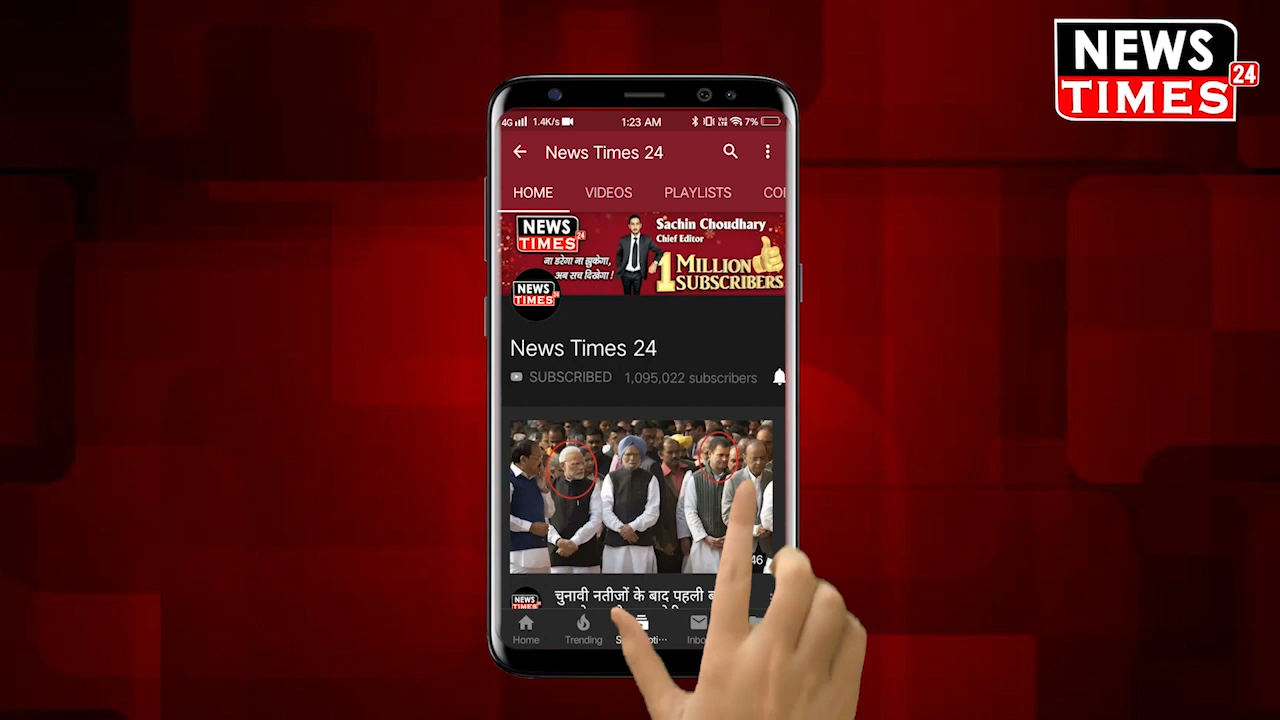 NEWS
TIMES 24
4G 1.4K/s 1:23 AM 7%
News Times 24
HOME VIDEOS PLAYLISTS
NEWS
TIMES 24
Sachin Choudhary
Chief Editor
ना डरेगा ना झुकेगा,
अब सच दिखेगा !
1 MILLION
SUBSCRIBERS
NEWS
TIMES
News Times 24
SUBSCRIBED 1,095,022 subscribers
46
NEWS
TIMES
चुनावी नतीजों के बाद पहली
Home Trending